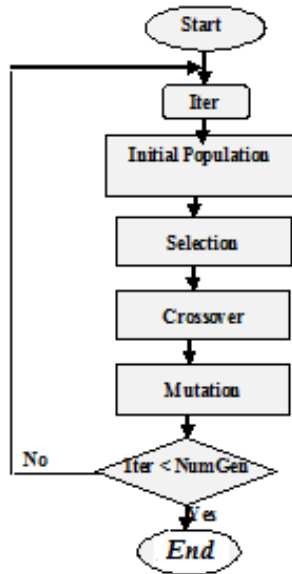 Start
Iter
Initial Population
Selection
Crossover
Mutation
Iter < NumGen
No
Yes
End